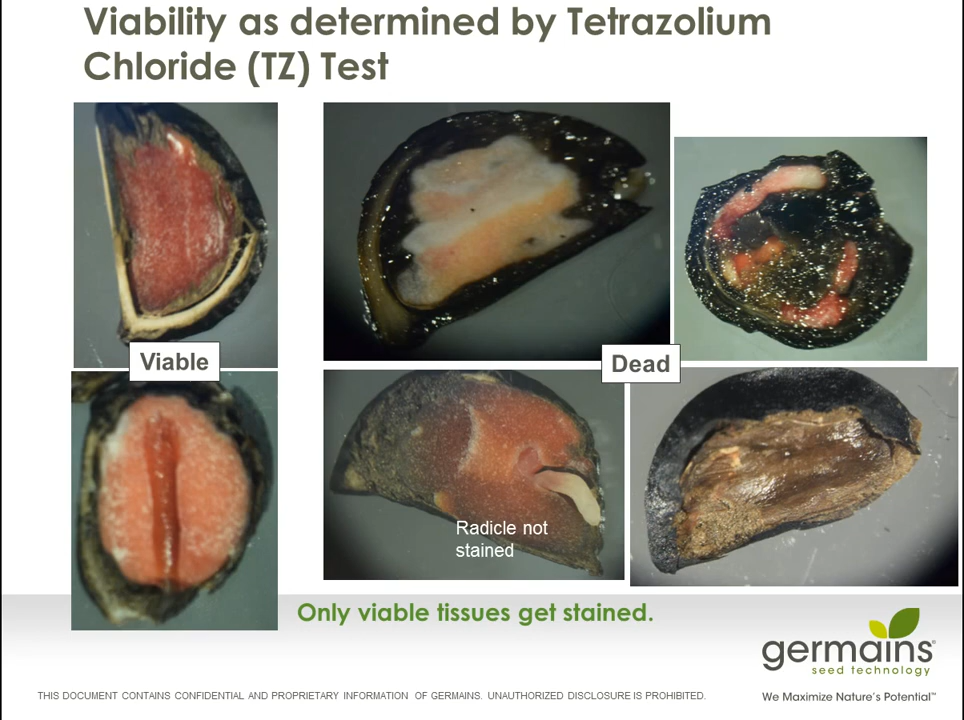 Viability as determined by Tetrazolium
Chloride (TZ) Test
Viable
Dead
Radicle not
stained
Only viable tissues get stained.
germains®
seed technology
THIS DOCUMENT CONTAINS CONFIDENTIAL AND PROPRIETARY INFORMATION OF GERMAINS. UNAUTHORIZED DISCLOSURE IS PROHIBITED.
We Maximize Nature's Potential™